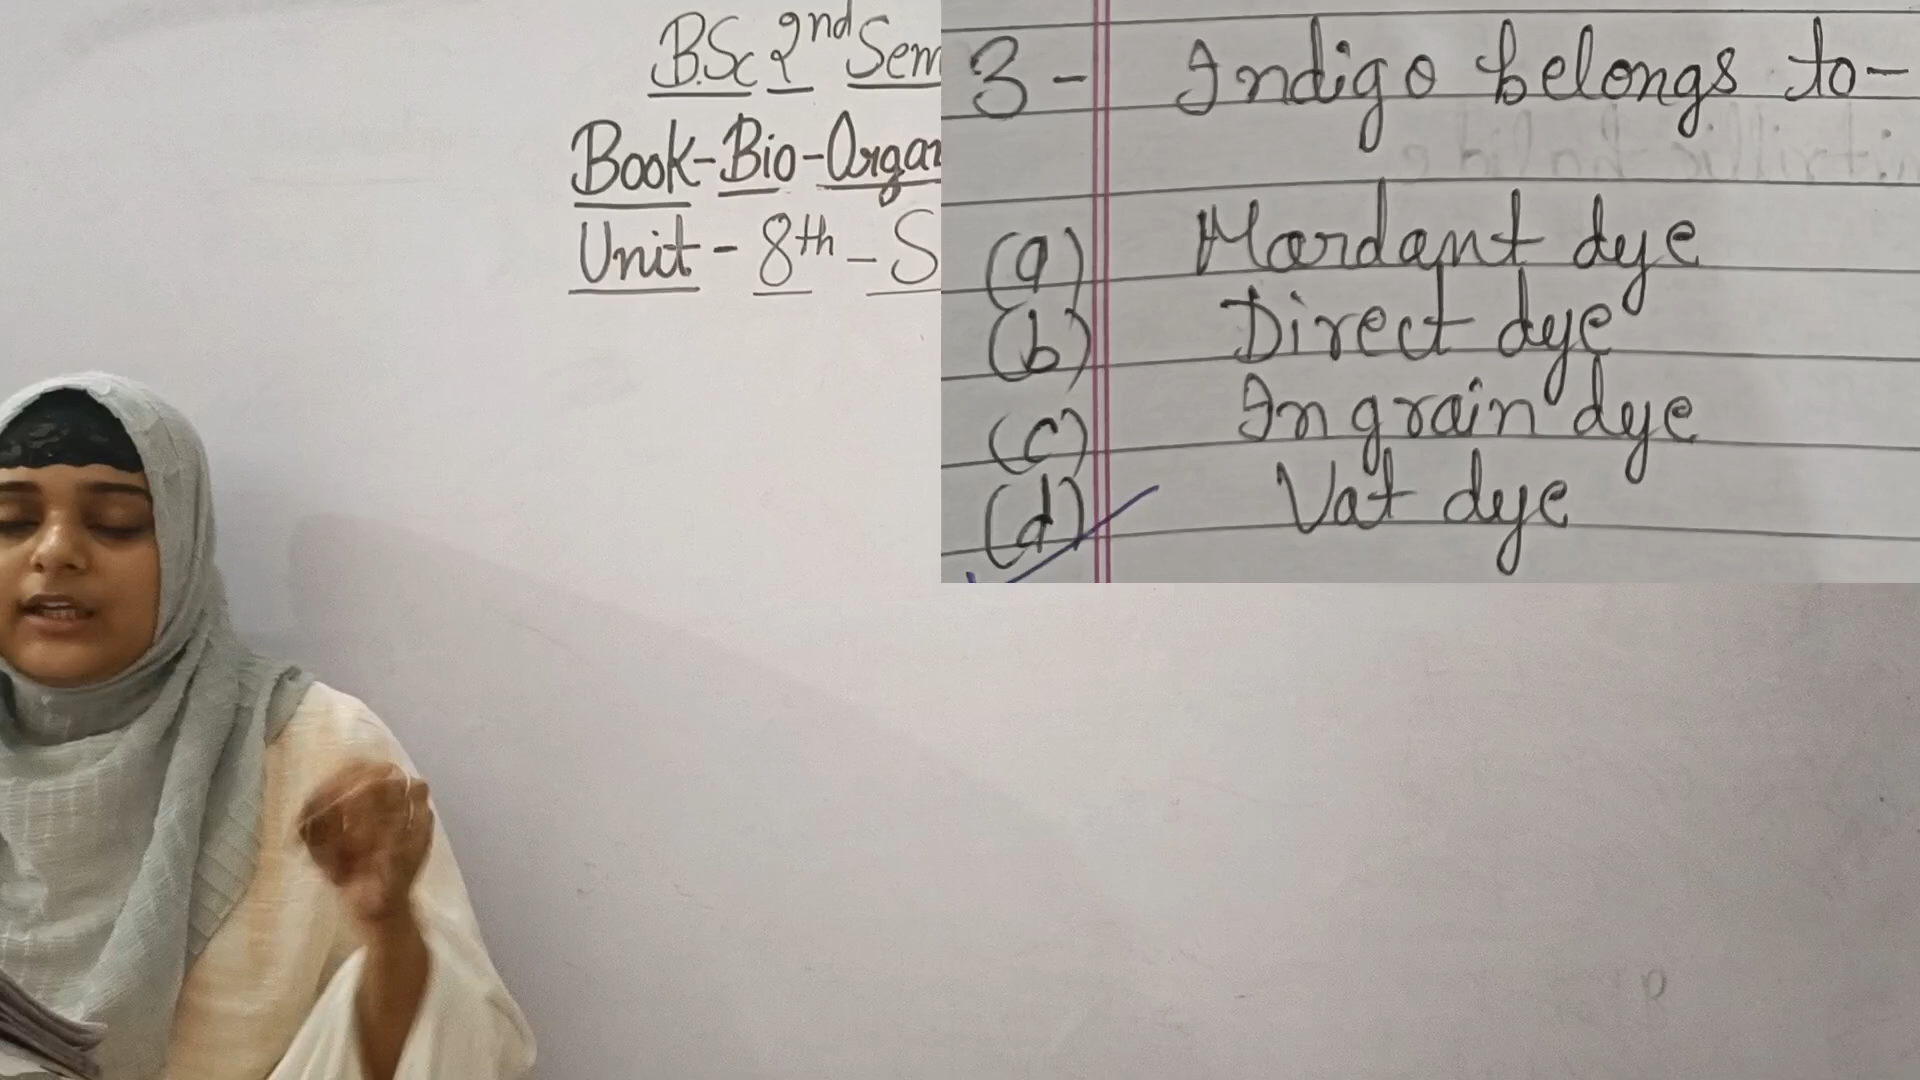 B.Sc 2nd Sem
Book-Bio-Organ
Unit - 8th - S
3 - Indigo belongs to-
(a) Mordant dye
(b) Direct dye
(c) Ingrain dye
(d) Vat dye